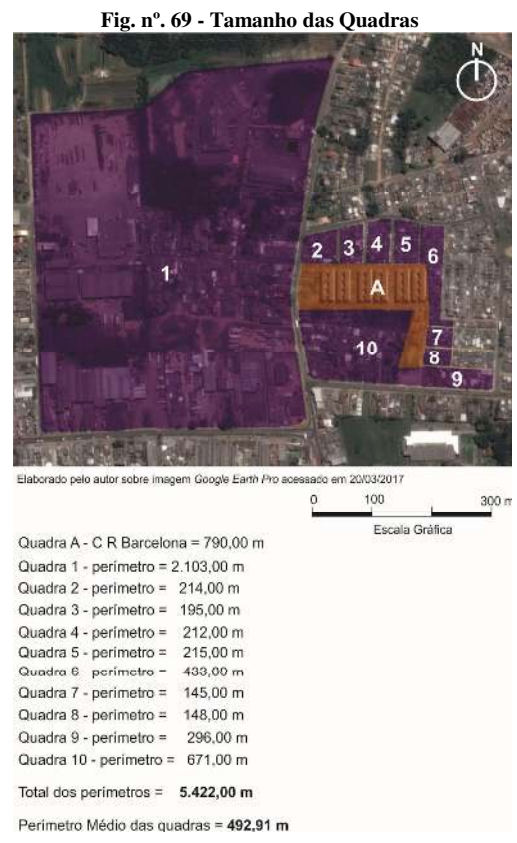 Fig. nº. 69 - Tamanho das Quadras
N
2 3 4 5 6
1
A
7
10
8
9
Elaborado pelo autor sobre imagem Google Earth Pro acessado em 20/03/2017
0 100 300 m
Escala Gráfica
Quadra A - C R Barcelona = 790,00 m
Quadra 1 - perímetro = 2.103,00 m
Quadra 2 - perímetro = 214,00 m
Quadra 3 - perímetro = 195,00 m
Quadra 4 - perímetro = 212,00 m
Quadra 5 - perímetro = 215,00 m
Quadra 6 - perímetro = 433,00 m
Quadra 7 - perímetro = 145,00 m
Quadra 8 - perímetro = 148,00 m
Quadra 9 - perímetro = 296,00 m
Quadra 10 - perímetro = 671,00 m
Total dos perímetros = 5.422,00 m
Perímetro Médio das quadras = 492,91 m